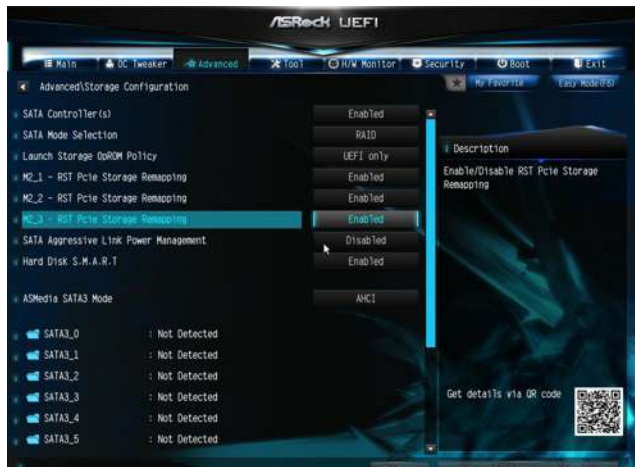 ASRock UEFI
Main OC Tweaker Advanced Tool H/W Monitor Security Boot Exit
Advanced\Storage Configuration
My Favorite Easy Mode(F6)
SATA Controller(s) Enabled
SATA Mode Selection RAID
Launch Storage OpROM Policy UEFI only
M2_1 - RST Pcie Storage Remapping Enabled
M2_2 - RST Pcie Storage Remapping Enabled
M2_3 - RST Pcie Storage Remapping Enabled
SATA Aggressive Link Power Management Disabled
Hard Disk S.M.A.R.T Enabled
ASMedia SATA3 Mode AHCI
SATA3_0 : Not Detected
SATA3_1 : Not Detected
SATA3_2 : Not Detected
SATA3_3 : Not Detected
SATA3_4 : Not Detected
SATA3_5 : Not Detected
Description
Enable/Disable RST Pcie Storage
Remapping
Get details via QR code